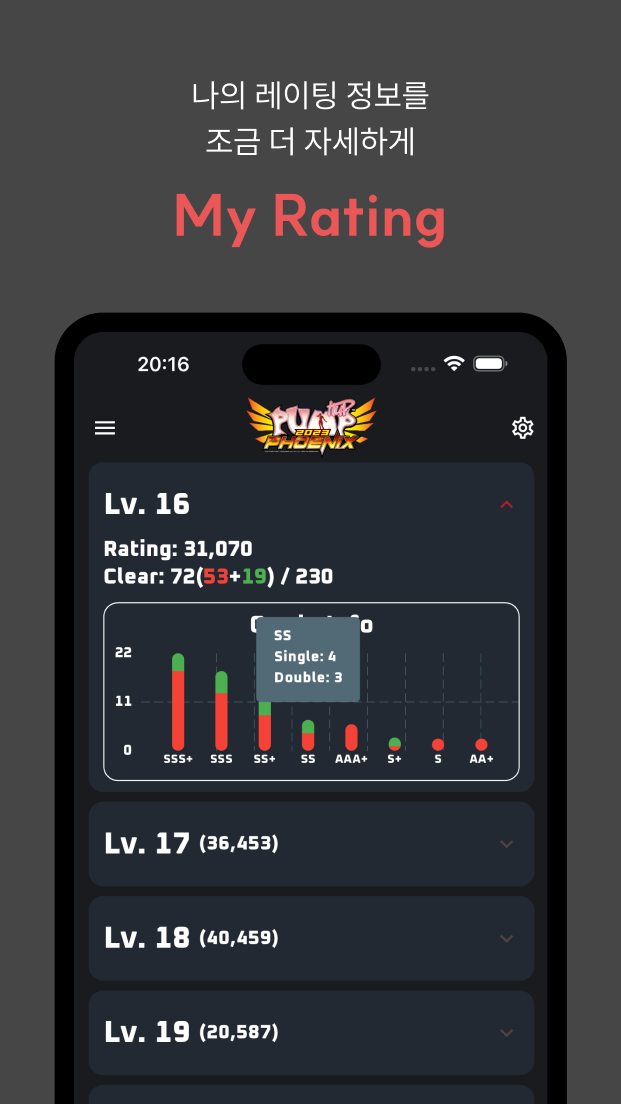 나의 레이팅 정보를
조금 더 자세하게
My Rating
20:16
PUMP IT UP
2023
PHOENIX
Lv. 16
Rating: 31,070
Clear: 72(53+19) / 230
SS
Single: 4
Double: 3
22
11
0
SSS+ SSS SS+ SS AAA+ S+ S AA+
Lv. 17 (36,453)
Lv. 18 (40,459)
Lv. 19 (20,587)